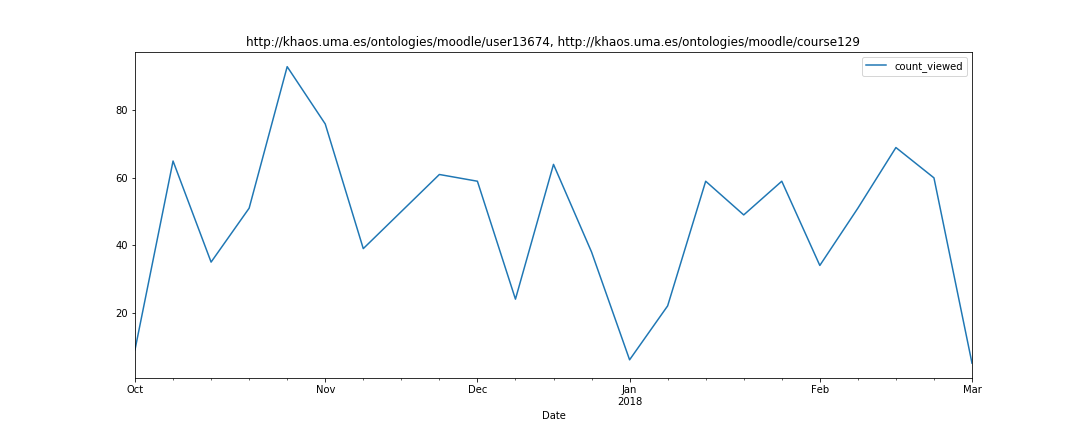 http://khaos.uma.es/ontologies/moodle/user13674, http://khaos.uma.es/ontologies/moodle/course129
count_viewed
80
60
40
20
Oct Nov Dec Jan Feb Mar
2018
Date